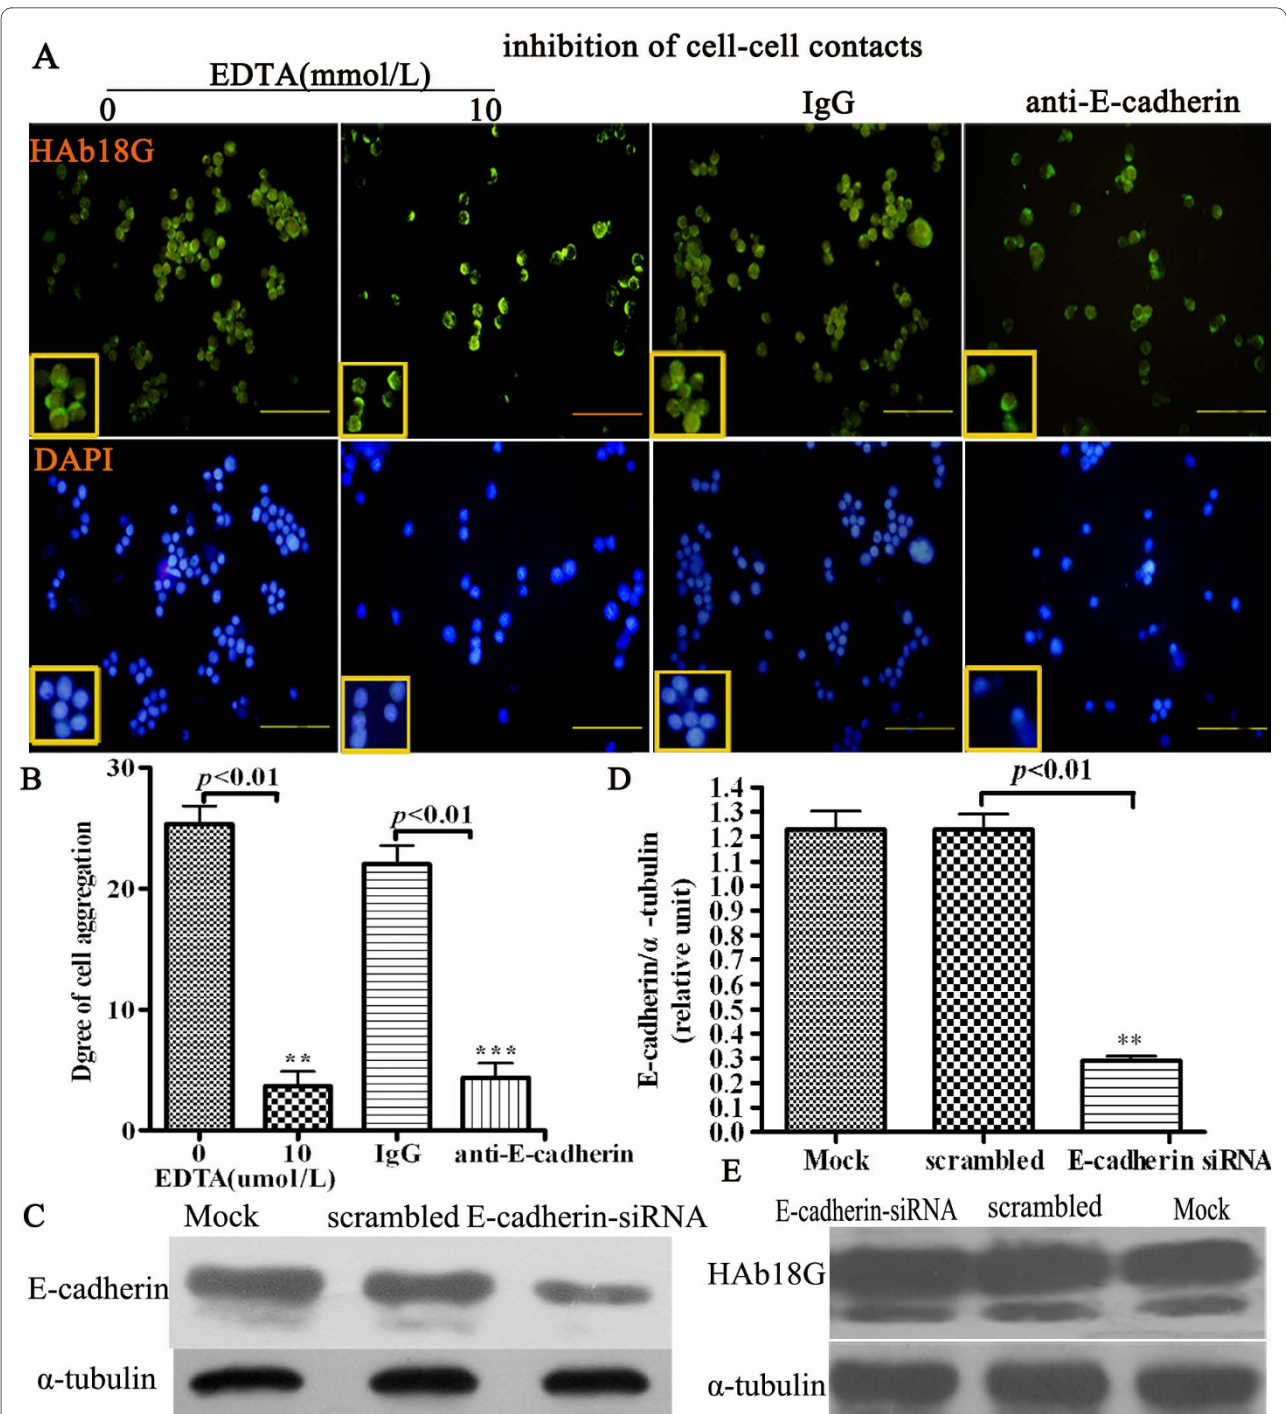 A
inhibition of cell-cell contacts
EDTA(mmol/L)
0 10 IgG anti-E-cadherin
HAb18G
DAPI
B
30
20
10
0
Dgree of cell aggregation
p<0.01
p<0.01
**
***
0 10 IgG anti-E-cadherin
EDTA(umol/L)
D
p<0.01
1.4
1.3
1.2
1.1
1.0
0.9
0.8
0.7
0.6
0.5
0.4
0.3
0.2
0.1
0.0
E-cadherin/α -tubulin
(relative unit)
**
Mock scrambled E-cadherin siRNA
C
Mock scrambled E-cadherin-siRNA
E-cadherin
α-tubulin
E
E-cadherin-siRNA scrambled Mock
HAb18G
α-tubulin